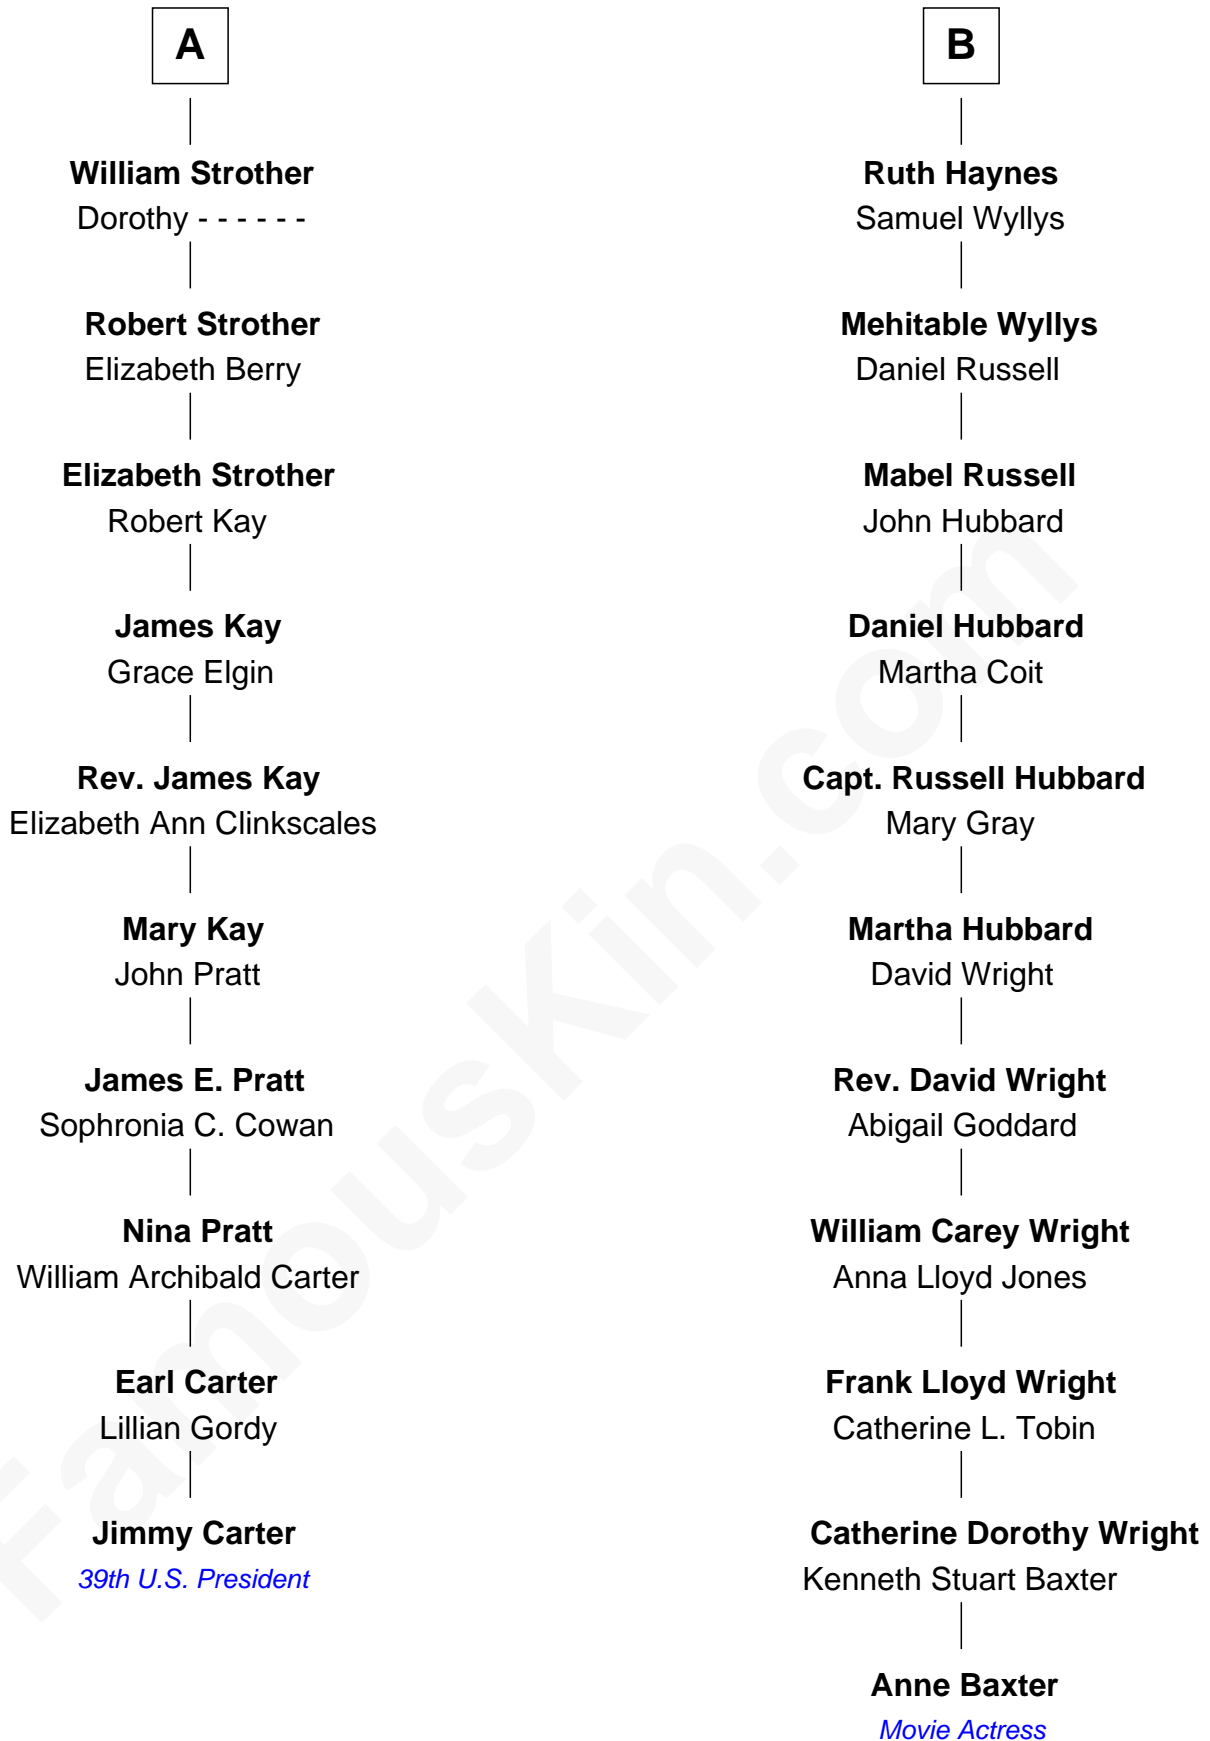 A
William Strother
Dorothy - - - - - -
Robert Strother
Elizabeth Berry
Elizabeth Strother
Robert Kay
James Kay
Grace Elgin
Rev. James Kay
Elizabeth Ann Clinkscales
Mary Kay
John Pratt
James E. Pratt
Sophronia C. Cowan
Nina Pratt
William Archibald Carter
Earl Carter
Lillian Gordy
Jimmy Carter
39th U.S. President
B
Ruth Haynes
Samuel Wyllys
Mehitable Wyllys
Daniel Russell
Mabel Russell
John Hubbard
Daniel Hubbard
Martha Coit
Capt. Russell Hubbard
Mary Gray
Martha Hubbard
David Wright
Rev. David Wright
Abigail Goddard
William Carey Wright
Anna Lloyd Jones
Frank Lloyd Wright
Catherine L. Tobin
Catherine Dorothy Wright
Kenneth Stuart Baxter
Anne Baxter
Movie Actress
FamousKin.com